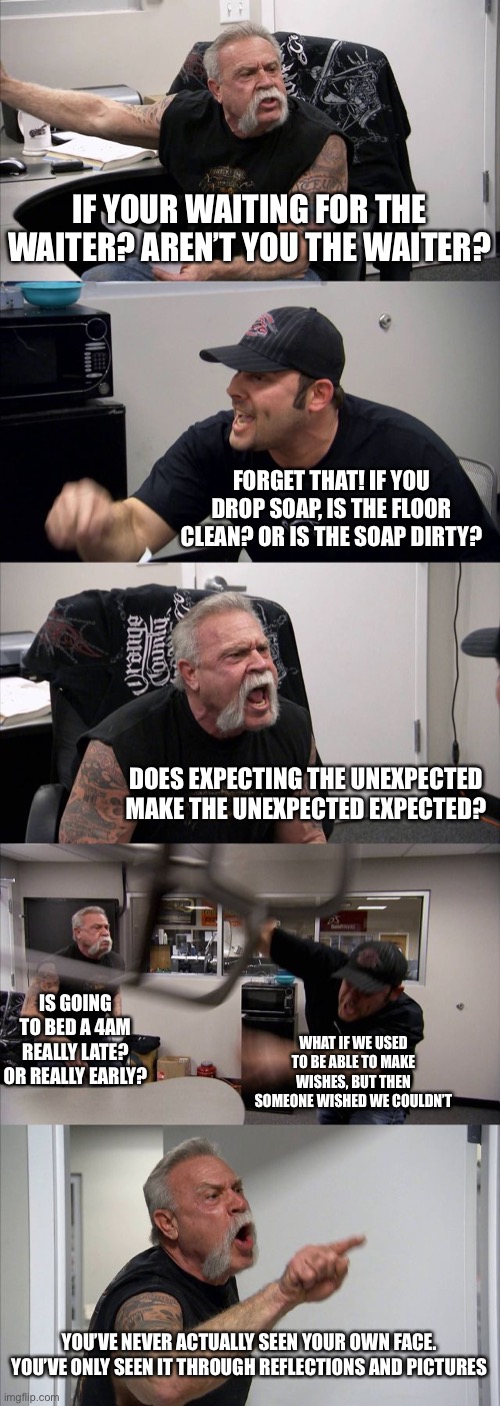 IF YOUR WAITING FOR THE
WAITER? AREN'T YOU THE WAITER?
FORGET THAT! IF YOU
DROP SOAP, IS THE FLOOR
CLEAN? OR IS THE SOAP DIRTY?
Orange
County
DOES EXPECTING THE UNEXPECTED
MAKE THE UNEXPECTED EXPECTED?
IS GOING
TO BED A 4AM
REALLY LATE?
OR REALLY EARLY?
WHAT IF WE USED
TO BE ABLE TO MAKE
WISHES, BUT THEN
SOMEONE WISHED WE COULDN'T
YOU'VE NEVER ACTUALLY SEEN YOUR OWN FACE.
YOU'VE ONLY SEEN IT THROUGH REFLECTIONS AND PICTURES
imgflip.com